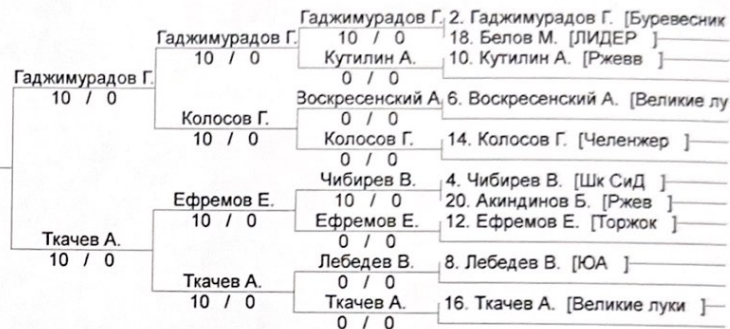 Гаджимурадов Г. 2. Гаджимурадов Г. [Буревестник
Гаджимурадов Г. 10 / 0 18. Белов М. [ЛИДЕР ]
10 / 0 Кутилин А. 10. Кутилин А. [Ржевв ]
Гаджимурадов Г. 0 / 0
10 / 0 Воскресенский А. 6. Воскресенский А. [Великие лу
Колосов Г. 0 / 0
10 / 0 Колосов Г. 14. Колосов Г. [Челенжер ]
0 / 0
Чибирев В. 4. Чибирев В. [Шк СиД ]
Ефремов Е. 10 / 0 20. Акиндинов Б. [Ржев ]
10 / 0 Ефремов Е. 12. Ефремов Е. [Торжок ]
Ткачев А. 0 / 0
10 / 0 Лебедев В. 8. Лебедев В. [ЮА ]
Ткачев А. 0 / 0
10 / 0 Ткачев А. 16. Ткачев А. [Великие луки ]
0 / 0